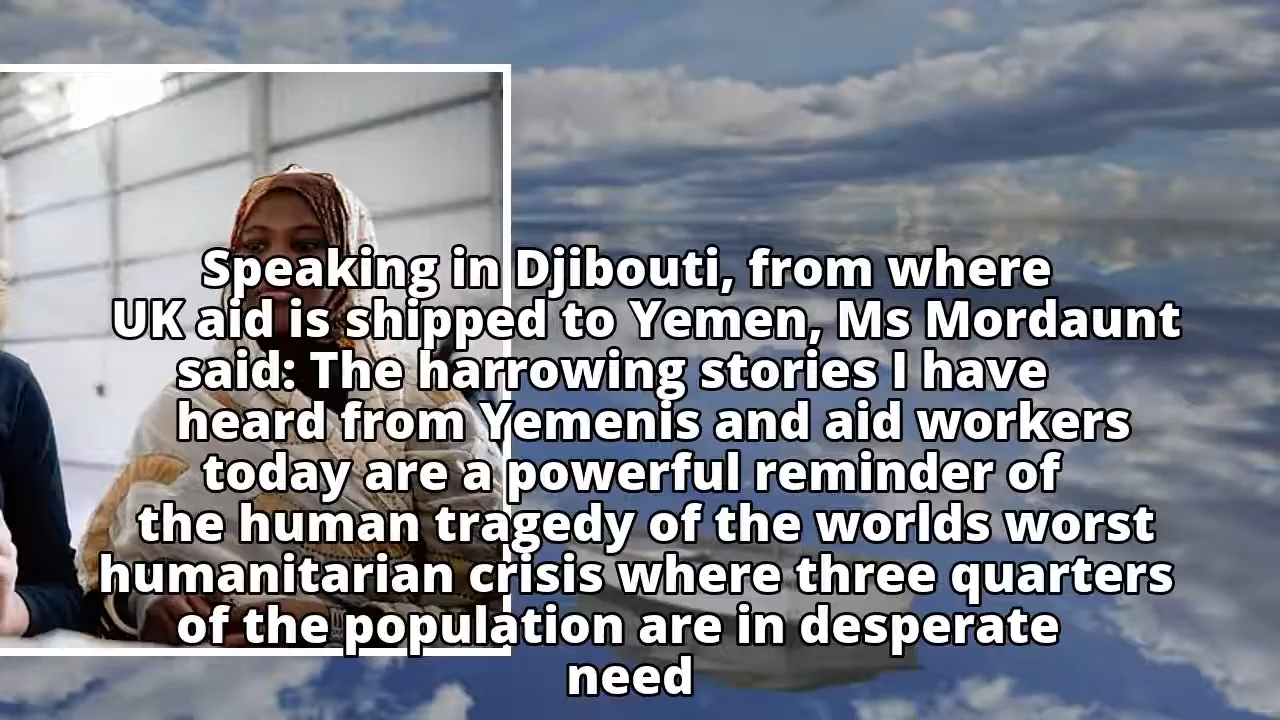 Speaking in Djibouti, from where
UK aid is shipped to Yemen, Ms Mordaunt
said: The harrowing stories I have
heard from Yemenis and aid workers
today are a powerful reminder of
the human tragedy of the worlds worst
humanitarian crisis where three quarters
of the population are in desperate
need